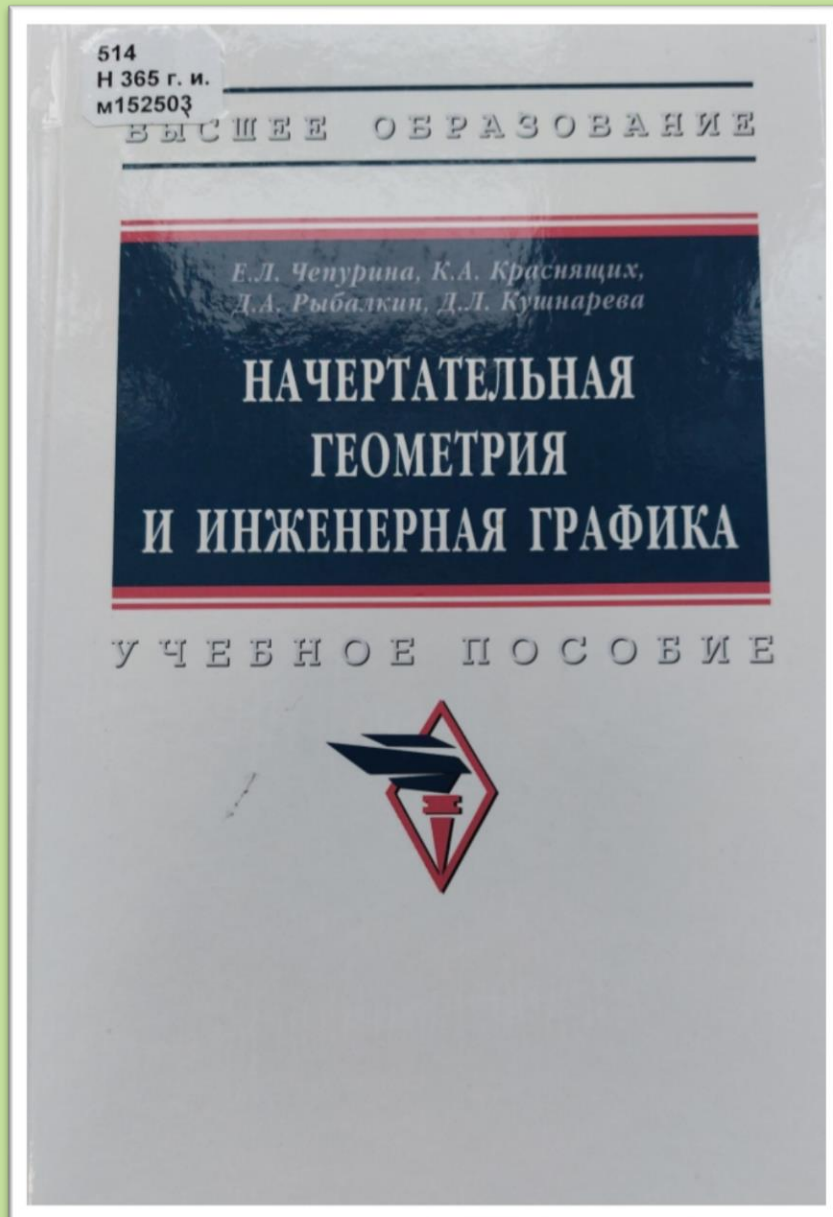 514
Н 365 г. и.
м152503
ВЫСШЕЕ ОБРАЗОВАНИЕ
Е.Л. Чепурина, К.А. Краснящих,
Д.А. Рыбалкин, Д.Л. Кушнарева
НАЧЕРТАТЕЛЬНАЯ
ГЕОМЕТРИЯ
И ИНЖЕНЕРНАЯ ГРАФИКА
УЧЕБНОЕ ПОСОБИЕ